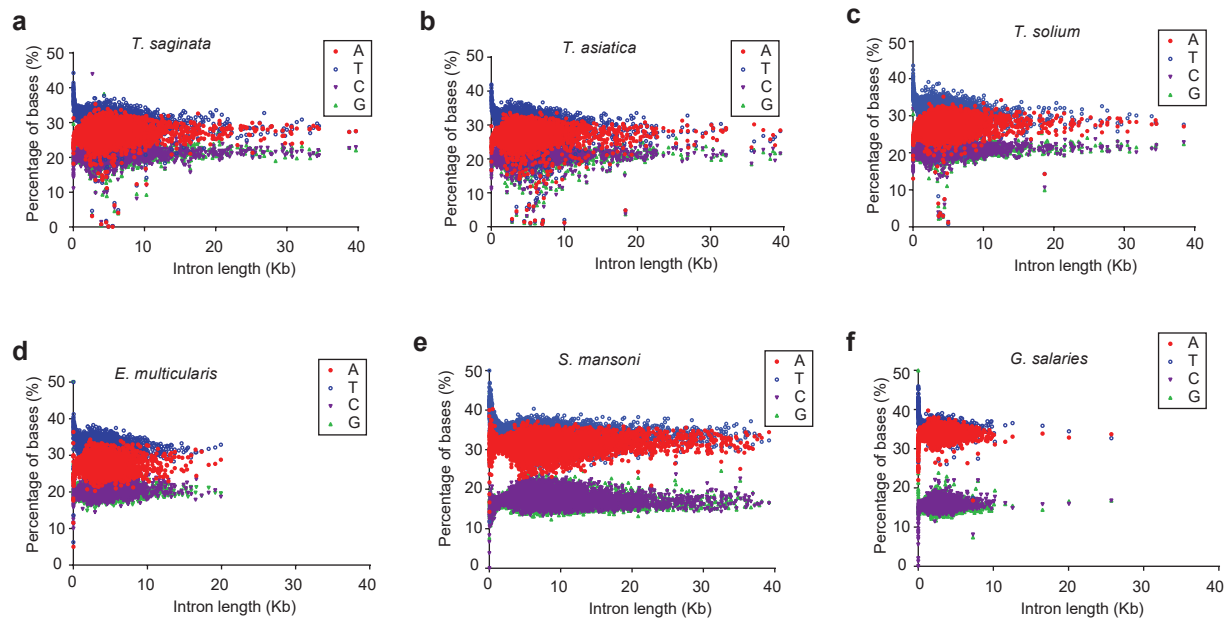 a
T. saginata
A
T
C
G
Percentage of bases (%)
50
40
30
20
10
0
0 10 20 30 40
Intron length (Kb)
b
T. asiatica
A
T
C
G
Percentage of bases (%)
50
40
30
20
10
0
0 10 20 30 40
Intron length (Kb)
c
T. solium
A
T
C
G
Percentage of bases (%)
50
40
30
20
10
0
0 10 20 30 40
Intron length (Kb)
d
E. multicularis
A
T
C
G
Percentage of bases (%)
50
40
30
20
10
0
0 10 20 30 40
Intron length (Kb)
e
S. mansoni
A
T
C
G
Percentage of bases (%)
50
40
30
20
10
0
0 10 20 30 40
Intron length (Kb)
f
G. salaries
A
T
C
G
Percentage of bases (%)
50
40
30
20
10
0
0 10 20 30 40
Intron length (Kb)